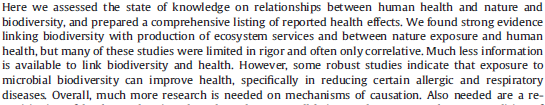 Here we assessed the state of knowledge on relationships between human health and nature and
biodiversity, and prepared a comprehensive listing of reported health effects. We found strong evidence
linking biodiversity with production of ecosystem services and between nature exposure and human
health, but many of these studies were limited in rigor and often only correlative. Much less information
is available to link biodiversity and health. However, some robust studies indicate that exposure to
microbial biodiversity can improve health, specifically in reducing certain allergic and respiratory
diseases. Overall, much more research is needed on mechanisms of causation. Also needed are a re-